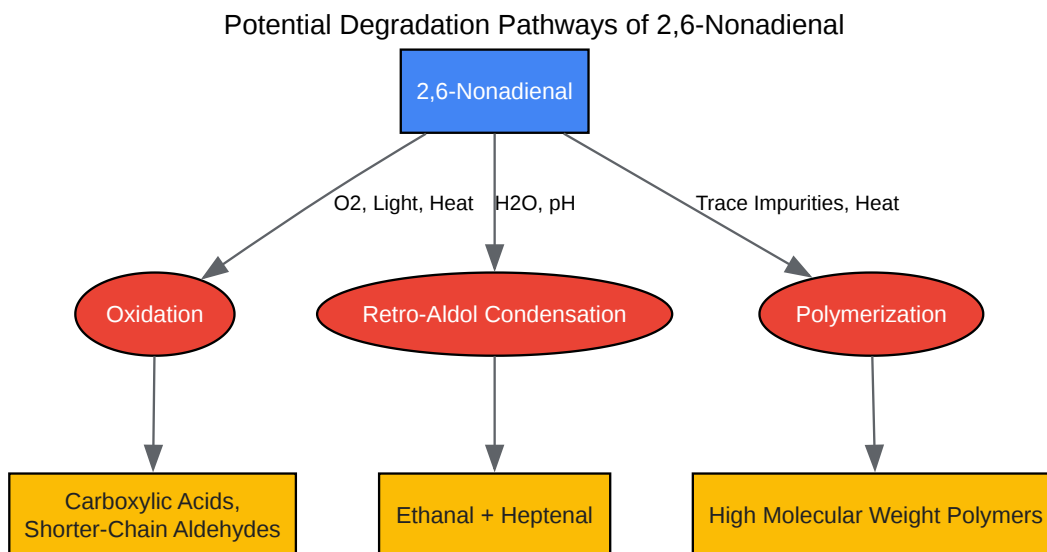 Potential Degradation Pathways of 2,6-Nonadienal
2,6-Nonadienal
O2, Light, Heat
H2O, pH
Trace Impurities, Heat
Oxidation
Retro-Aldol Condensation
Polymerization
Carboxylic Acids,
Shorter-Chain Aldehydes
Ethanal + Heptenal
High Molecular Weight Polymers